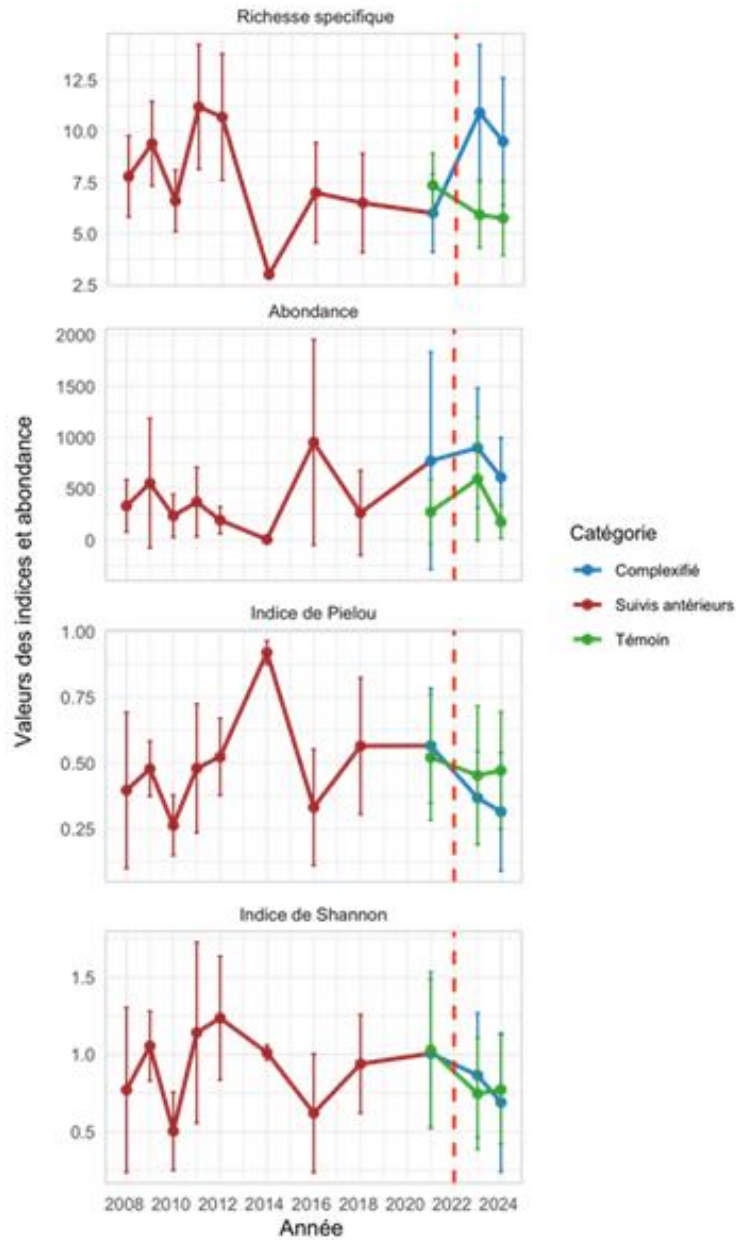 Richesse specifique
12.5
10.0
7.5
5.0
2.5
Abondance
2000
1500
1000
500
0
Indice de Pielou
1.00
0.75
0.50
0.25
Indice de Shannon
1.5
1.0
0.5
2008 2010 2012 2014 2016 2018 2020 2022 2024
Année
Valeurs des indices et abondance
Catégorie
Complexifié
Suivis antérieurs
Témoin